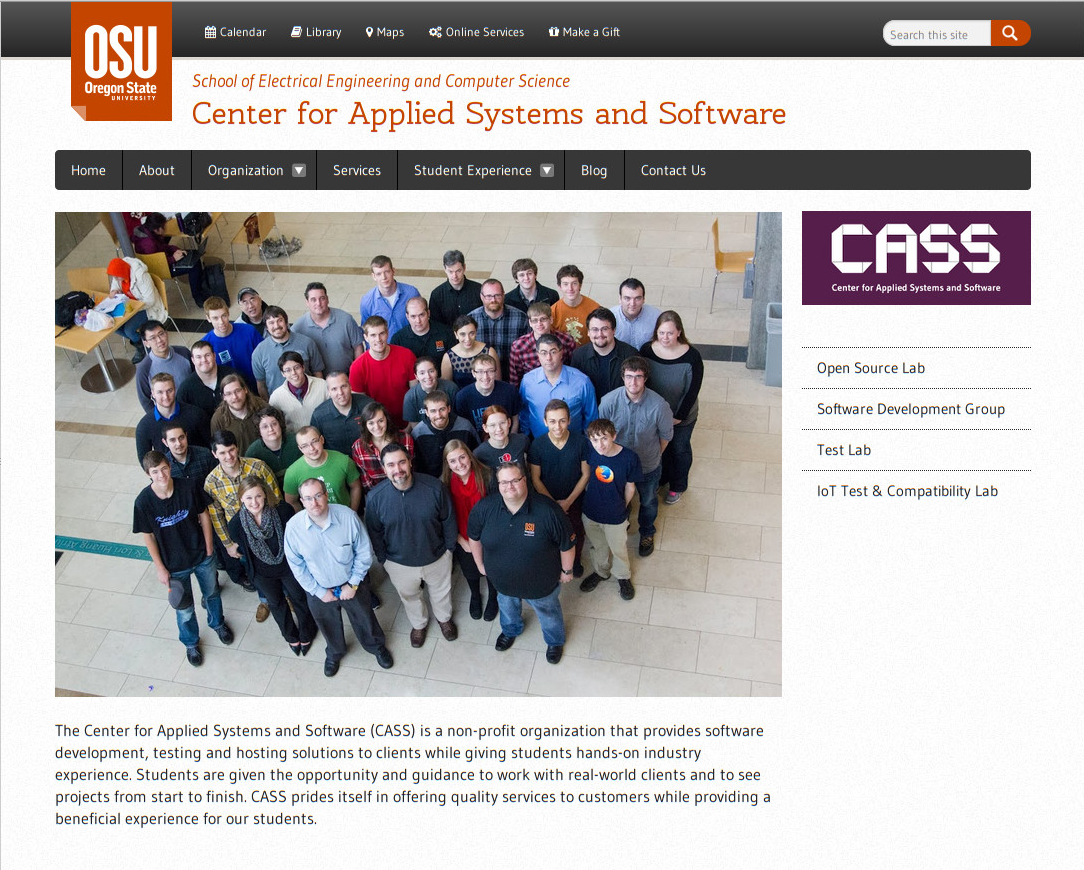 OSU
Oregon State
UNIVERSITY
Calendar
Library
Maps
Online Services
Make a Gift
Search this site
School of Electrical Engineering and Computer Science
Center for Applied Systems and Software
Home
About
Organization
Services
Student Experience
Blog
Contact Us
Knights
OSU
CASS
Center for Applied Systems and Software
Open Source Lab
Software Development Group
Test Lab
IoT Test & Compatibility Lab
The Center for Applied Systems and Software (CASS) is a non-profit organization that provides software
development, testing and hosting solutions to clients while giving students hands-on industry
experience. Students are given the opportunity and guidance to work with real-world clients and to see
projects from start to finish. CASS prides itself in offering quality services to customers while providing a
beneficial experience for our students.